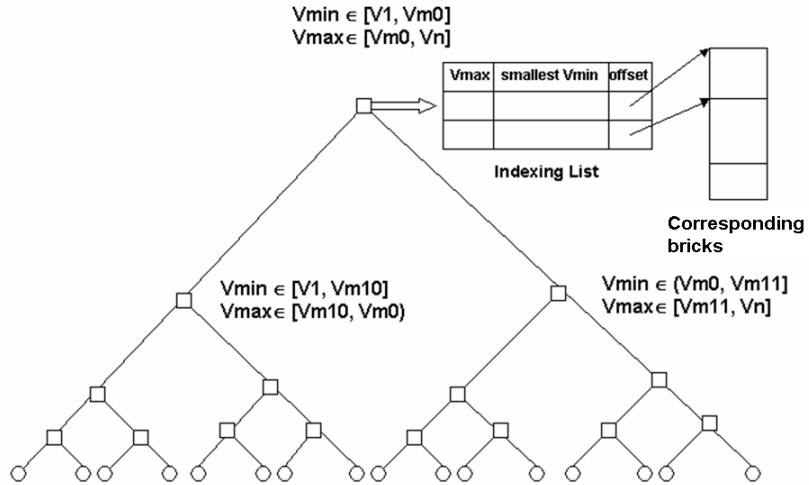 Vmin ∈ [V1, Vm0]
Vmax∈ [Vm0, Vn]
Vmax smallest Vmin offset
Indexing List
Corresponding
bricks
Vmin ∈ [V1, Vm10]
Vmax∈ [Vm10, Vm0)
Vmin ∈ (Vm0, Vm11]
Vmax∈ [Vm11, Vn]